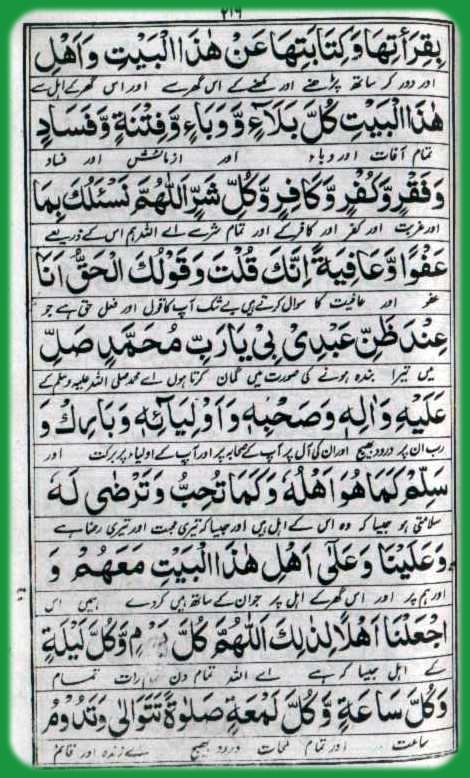 ٢١٦
بِقِرَأَتِهَا وَكِتَابَتِهَا عَنْ هٰذَا الْبَيْتِ وَ اَهْلِ
اور دور کر ساتھ پڑھنے اور لکھنے کے اس گھر سے اور اس گھر کے اہل سے
هٰذَا الْبَيْتِ كُلَّ بَلَآءٍ وَّ وَبَاءٍ وَّ فِتْنَةٍ وَّ فَسَادٍ
تمام آفات اور وباء اور ازمائش اور فساد
وَ فَقْرٍ وَّ كُفْرٍ وَّ كَافِرٍ وَّ كُلِّ شَرٍّ اَللّٰهُمَّ نَسْئَلُكَ بِمَا
اور غربت اور کفر اور کافر کے اور تمام شر سے اے اللہ ہم اس کے ذریعے
عَفْوًا وَّ عَافِيَةً اِنَّكَ قُلْتَ وَ قَوْلُكَ الْحَقُّ اَنَا
عفو اور عافیت کا سوال کرتے ہیں بے شک آپ کا قول اور فعل حق ہے جو
عِنْدَ ظَنِّ عَبْدِیْ بِیْ يَا رَبِّ مُحَمَّدٍ صَلِّ
میں تیرا بندہ ہونے کی صورت میں گمان کرتا ہوں اے محمد صلی اللہ علیہ وسلم کے
عَلَيْهِ وَ اٰلِهٖ وَ صَحْبِهٖ وَ اَوْلِيَائِهٖ وَ بَارِكْ وَ
رب ان پر درود بھیج اور ان کی آل پر آپ کے صحابہ پر اور آپ کے اولیاء پر برکت اور
سَلِّمْ كَمَا هُوَ اَهْلُهٗ وَ كَمَا تُحِبُّ وَ تَرْضٰى لَهٗ
سلامتی ہو جیسا کہ وہ اس کے اہل ہیں اور جیسا کہ تیری محبت اور تیری رضا ہے
وَ عَلَيْنَا وَ عَلٰى اَهْلِ هٰذَا الْبَيْتِ مَعَهُمْ وَ
اور ہم پر اور اس گھر کے اہل پر جو ان کے ساتھ ہیں کر دے ہمیں اس
اجْعَلْنَا اَهْلًا لِذٰلِكَ اَللّٰهُمَّ كُلَّ يَوْمٍ وَّ كُلَّ لَيْلَةٍ
کے اہل جیسا کہ ہے اے اللہ تمام دن رات تمام
وَ كُلَّ سَاعَةٍ وَّ كُلَّ لَمْعَةٍ صَلٰوةً تَتَوَالٰى وَ تَدُوْمُ
ساعت اور تمام لمحات درود بھیج سے زندہ اور قائم